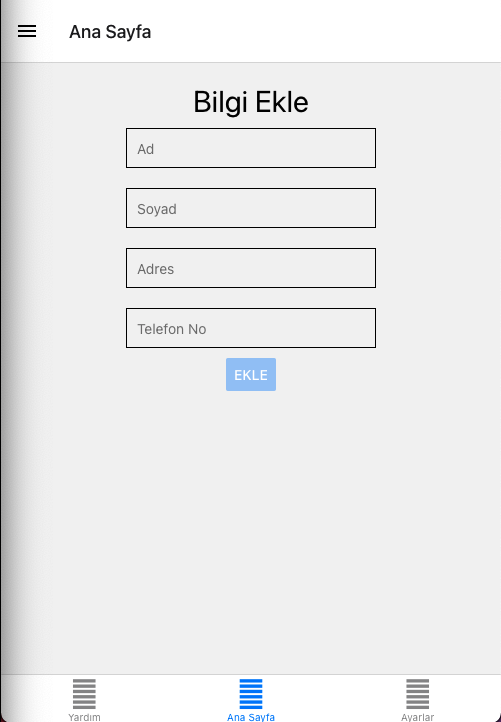 Ana Sayfa
Bilgi Ekle
Ad
Soyad
Adres
Telefon No
EKLE
Yardım
Ana Sayfa
Ayarlar